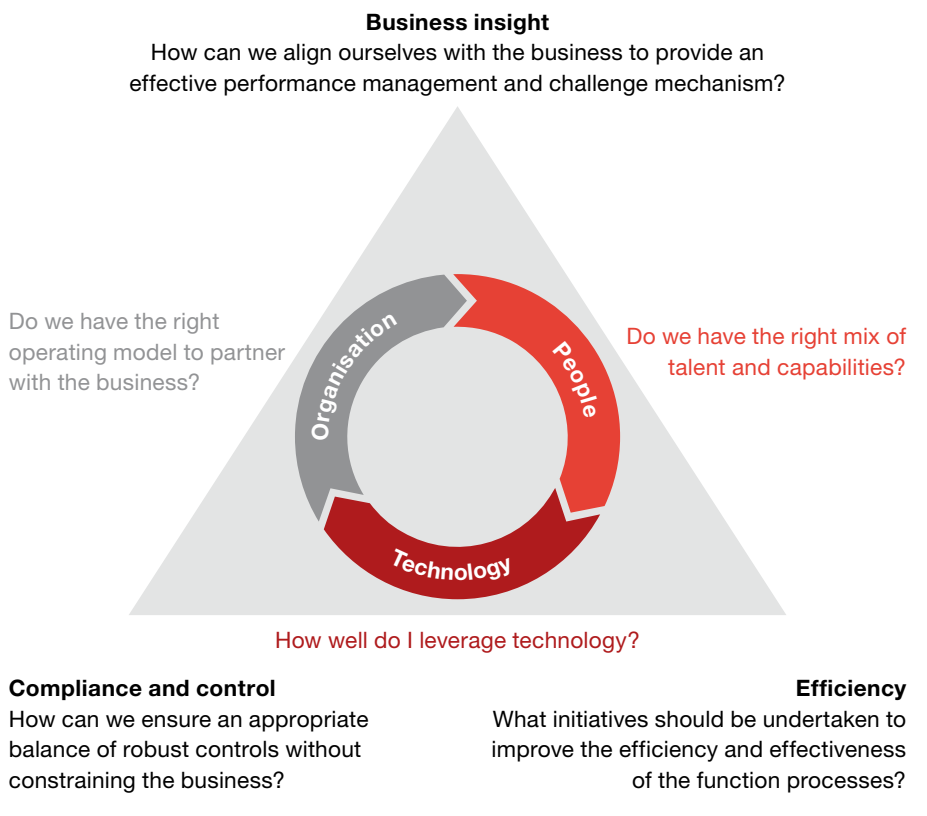 Business insight
How can we align ourselves with the business to provide an
effective performance management and challenge mechanism?
Do we have the right
operating model to partner
with the business?
Organisation
People
Do we have the right mix of
talent and capabilities?
Technology
How well do I leverage technology?
Compliance and control
How can we ensure an appropriate
balance of robust controls without
constraining the business?
Efficiency
What initiatives should be undertaken to
improve the efficiency and effectiveness
of the function processes?